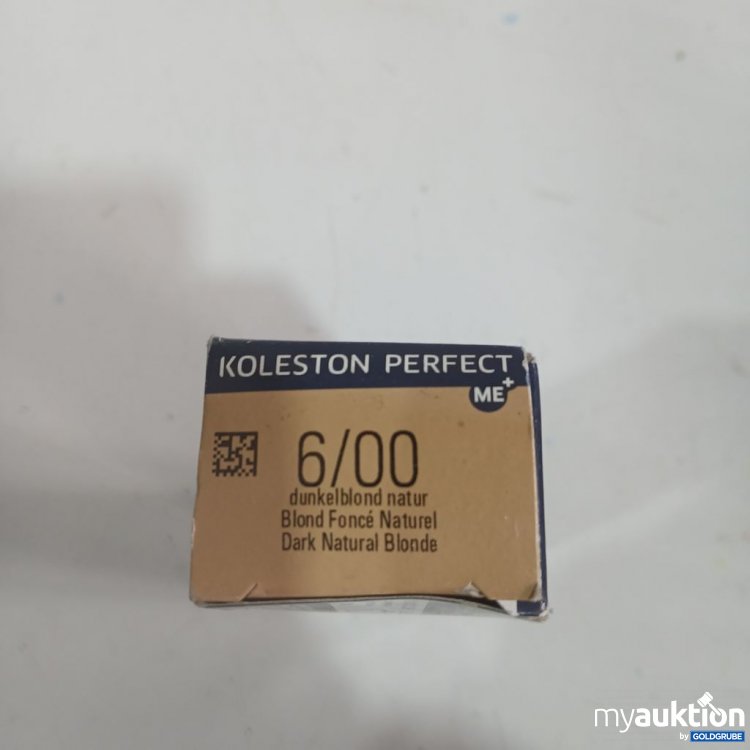 KOLESTON PERFECT
ME+
6/00
dunkelblond natur
Blond Foncé Naturel
Dark Natural Blonde
myauktion
by GOLDGRUBE